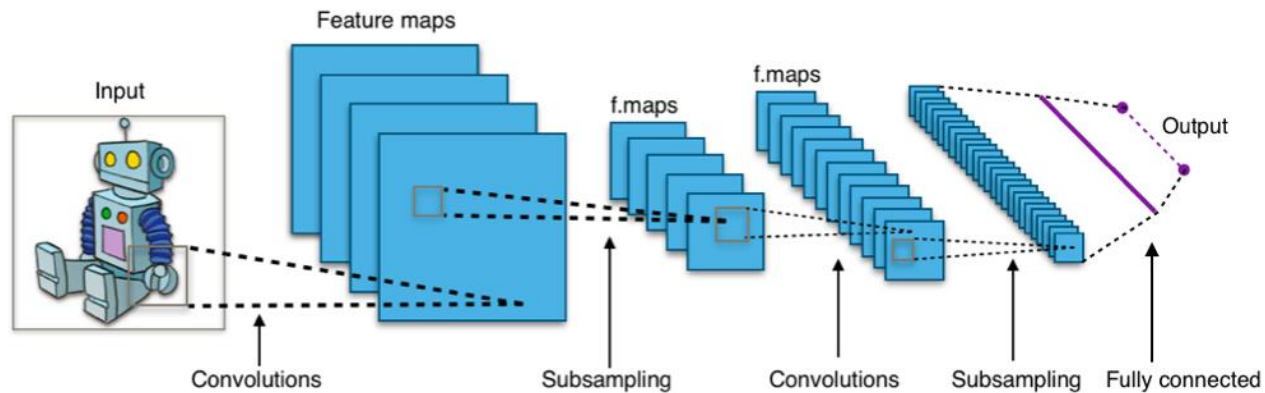 Feature maps
Input
f.maps
f.maps
Output
Convolutions
Subsampling
Convolutions
Subsampling
Fully connected